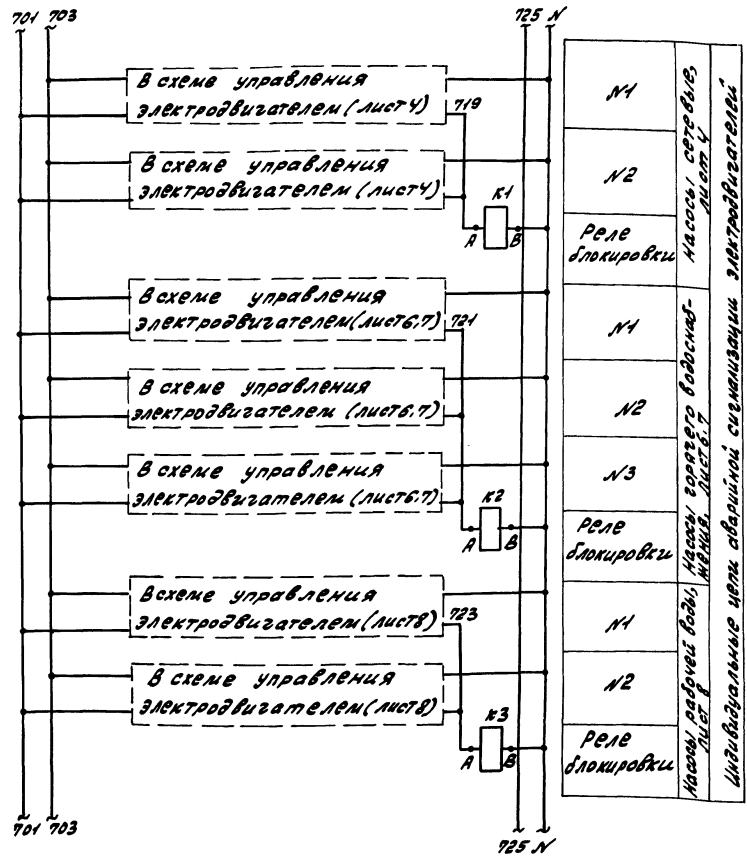 701 703
725 N
В схеме управления
электродвигателем (лист 4)
719
В схеме управления
электродвигателем (лист 4)
К1
А
В
В схеме управления
электродвигателем (лист 6,7)
721
В схеме управления
электродвигателем (лист 6,7)
В схеме управления
электродвигателем (лист 6,7)
К2
А
В
В схеме управления
электродвигателем (лист 8)
723
В схеме управления
электродвигателем (лист 8)
К3
А
В
701 703
725 N
N1
N2
Реле
блокировки
N1
N2
N3
Реле
блокировки
N1
N2
Реле
блокировки
Насосы сетевые,
лист 4
Насосы горячего водоснаб-
жения, лист 6.7
Насосы рабочей воды,
лист 8
Индивидуальные цепи аварийной сигнализации электродвигателей